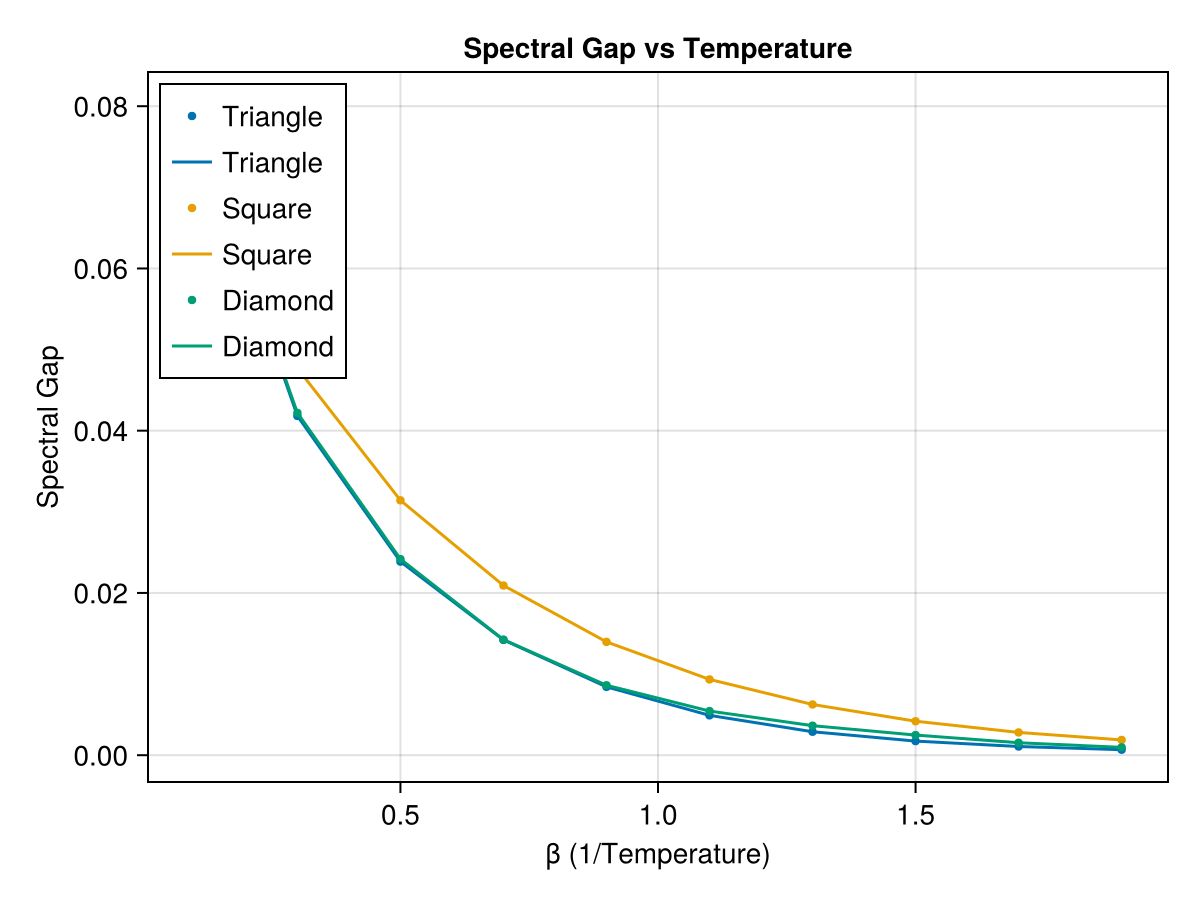 Spectral Gap vs Temperature
0.08
0.06
0.04
0.02
0.00
Spectral Gap
Triangle
Triangle
Square
Square
Diamond
Diamond
0.5
1.0
1.5
β (1/Temperature)